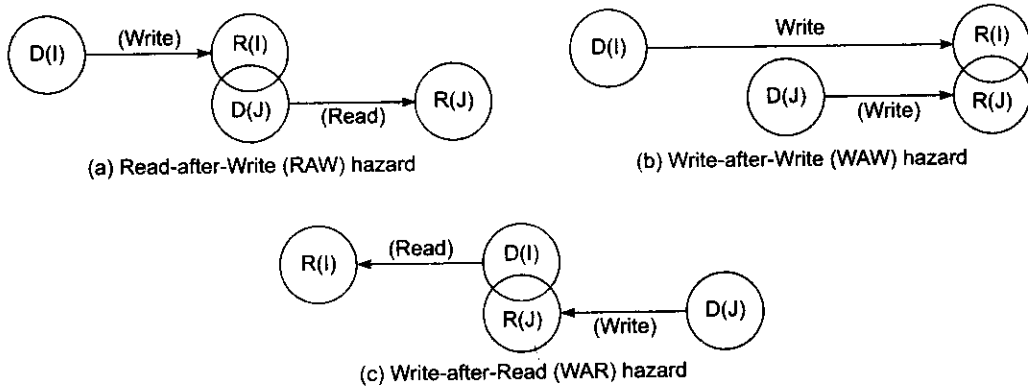 D(I) (Write) R(I)
D(J) (Read) R(J)
(a) Read-after-Write (RAW) hazard
D(I) Write R(I)
D(J) (Write) R(J)
(b) Write-after-Write (WAW) hazard
R(I) (Read) D(I)
R(J) (Write) D(J)
(c) Write-after-Read (WAR) hazard